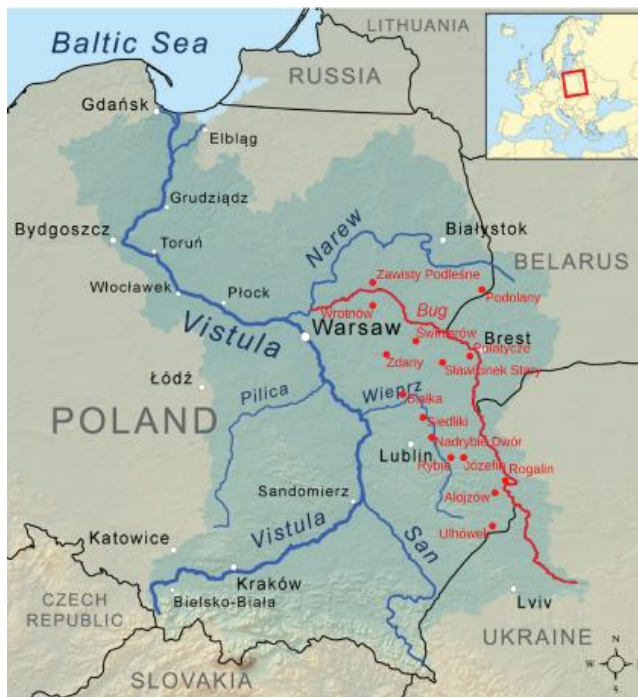 LITHUANIA
Baltic Sea
RUSSIA
Gdańsk
Elbląg
Grudziądz
Bydgoszcz
Toruń
Narew
Białystok
BELARUS
Włocławek
Płock
Zawisty Podleśne
Podolany
Wrotnów
Bug
Vistula
Warsaw
Świniarów
Brest
Połatycze
Zdany
Sławicinek Stary
Łódź
Pilica
Wieprz
Białka
POLAND
Siedliki
Nadrybie Dwór
Lublin
Rybie
Józefin
Rogalin
Sandomierz
Alojzów
Vistula
San
Ulhówek
Katowice
Kraków
CZECH
REPUBLIC
Bielsko-Biała
Lviv
UKRAINE
SLOVAKIA
N
W
E
S